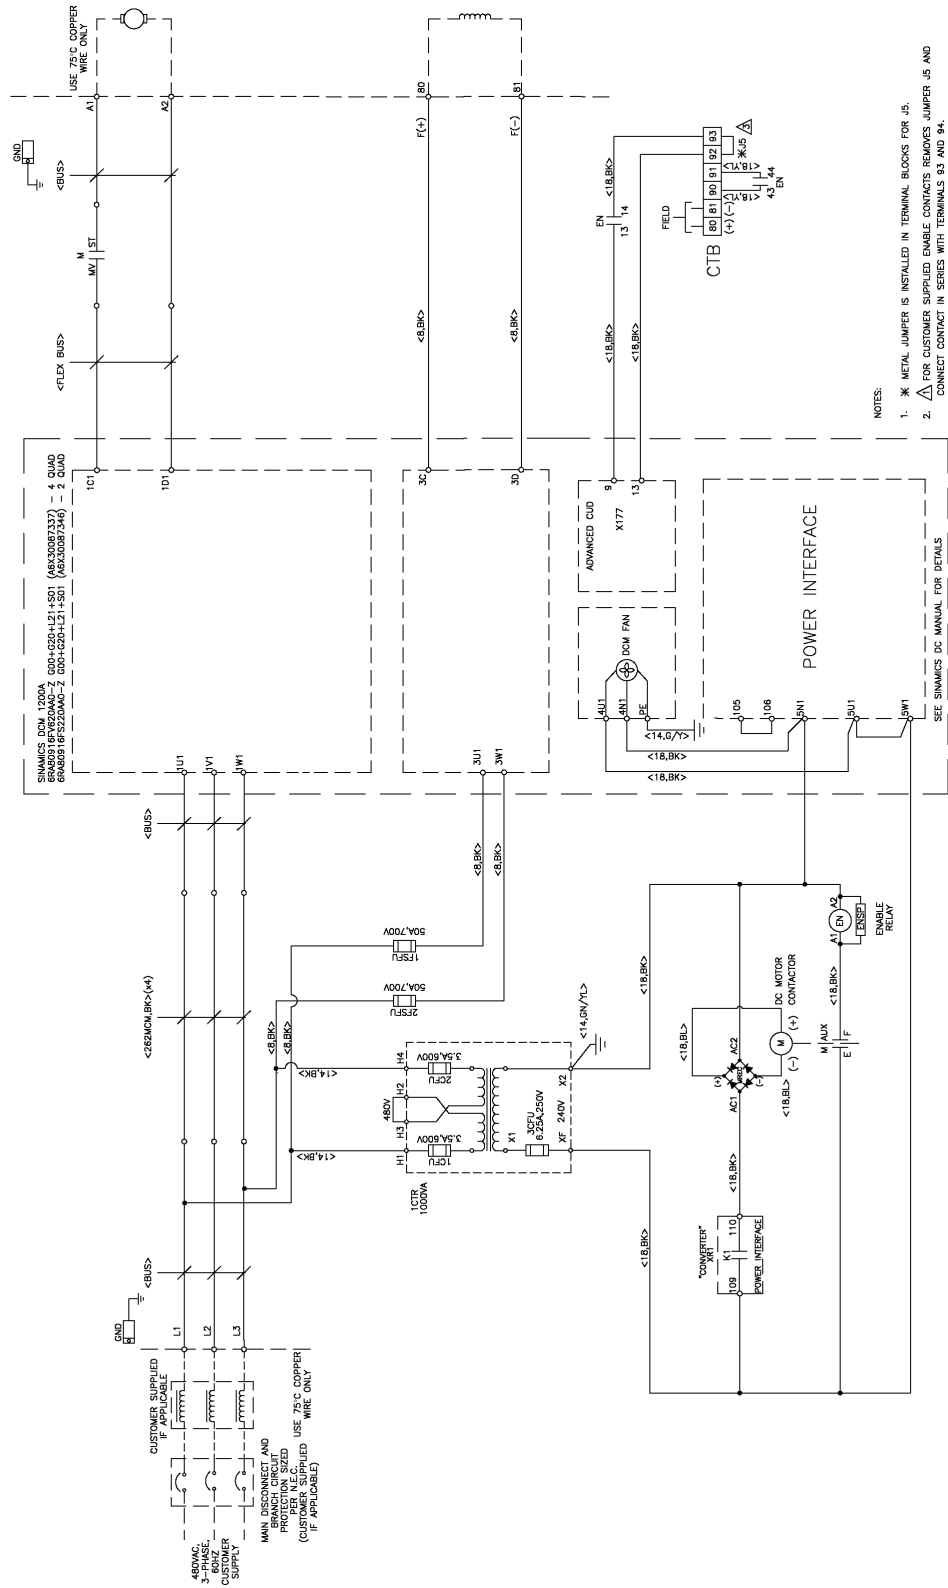 480VAC,
3-PHASE,
60HZ
CUSTOMER
SUPPLY
MAIN DISCONNECT AND
BRANCH CIRCUIT
PROTECTION SIZED
PER N.E.C.
(CUSTOMER SUPPLIED
IF APPLICABLE)
CUSTOMER SUPPLIED
IF APPLICABLE
USE 75°C COPPER
WIRE ONLY
GND
L1
L2
L3
<BUS>
<262MCM,BK>(x4)
<BUS>
SINAMICS DCM 1200A
6RA80916FV620AA0-Z G00+G20+L21+S01 (A6X30087337) - 4 QUAD
6RA80916FS220AA0-Z G00+G20+L21+S01 (A6X30087346) - 2 QUAD
1U1
1V1
1W1
1C1
1D1
<FLEX BUS>
M
MV
ST
<BUS>
GND
A1
A2
USE 75°C COPPER
WIRE ONLY
<8,BK>
<8,BK>
1FSFU
50A,700V
2FSFU
50A,700V
<8,BK>
<8,BK>
3U1
3W1
3C
3D
<8,BK>
<8,BK>
F(+)
F(-)
80
81
<14,BK>
<14,BK>
1CTR
1000VA
H1
H3
H2
H4
480V
1CFU
3.5A,600V
2CFU
3.5A,600V
X1
3CFU
6.25A,250V
XF
240V
X2
<14,GN/YL>
<18,BK>
<18,BK>
4U1
4N1
PE
DCM FAN
<14,G/Y>
<18,BK>
<18,BK>
ADVANCED CUD
X177
9
13
<18,BK>
<18,BK>
EN
13
14
<18,BK>
FIELD
(+)
(-)
80
81
90
91
92
93
CTB
<18,YL>
<18,YL>
43
44
EN
J5
3
POWER INTERFACE
105
106
5N1
5U1
5W1
SEE SINAMICS DC MANUAL FOR DETAILS
"CONVERTER"
XR1
109
K1
110
POWER INTERFACE
<18,BK>
AC1
AC2
WREC
(+)
(-)
<18,BL>
<18,BL>
M
(-)
(+)
DC MOTOR
CONTACTOR
M
AUX
E
F
<18,BK>
A1
A2
EN
ENSP
ENABLE
RELAY
NOTES:
1. METAL JUMPER IS INSTALLED IN TERMINAL BLOCKS FOR J5.
2. 1 FOR CUSTOMER SUPPLIED ENABLE CONTACTS REMOVES JUMPER J5 AND
CONNECT CONTACT IN SERIES WITH TERMINALS 93 AND 94.